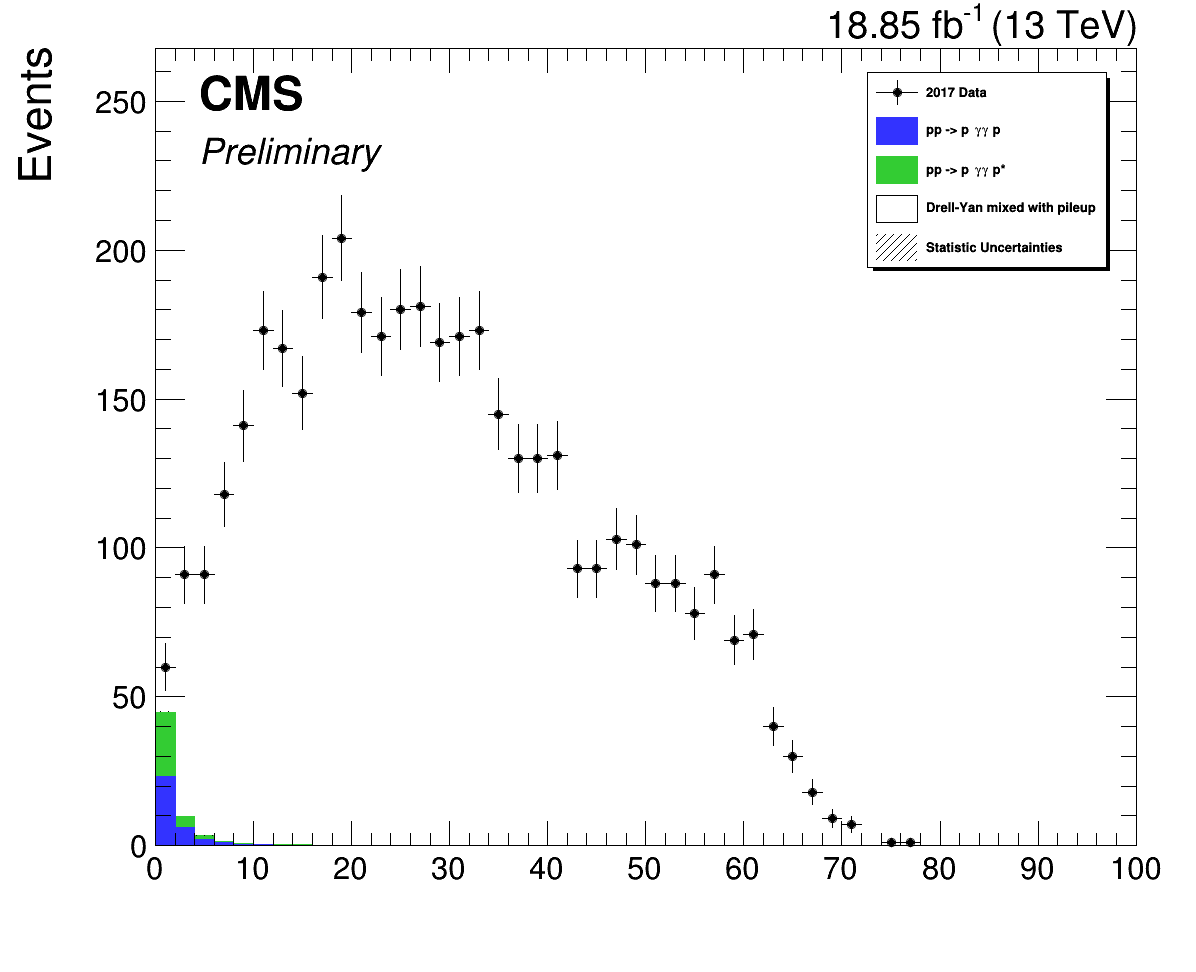 18.85 fb⁻¹ (13 TeV)
Events
CMS
Preliminary
2017 Data
pp -> p γγ p
pp -> p γγ p*
Drell-Yan mixed with pileup
Statistic Uncertainties
250
200
150
100
50
0
0 10 20 30 40 50 60 70 80 90 100